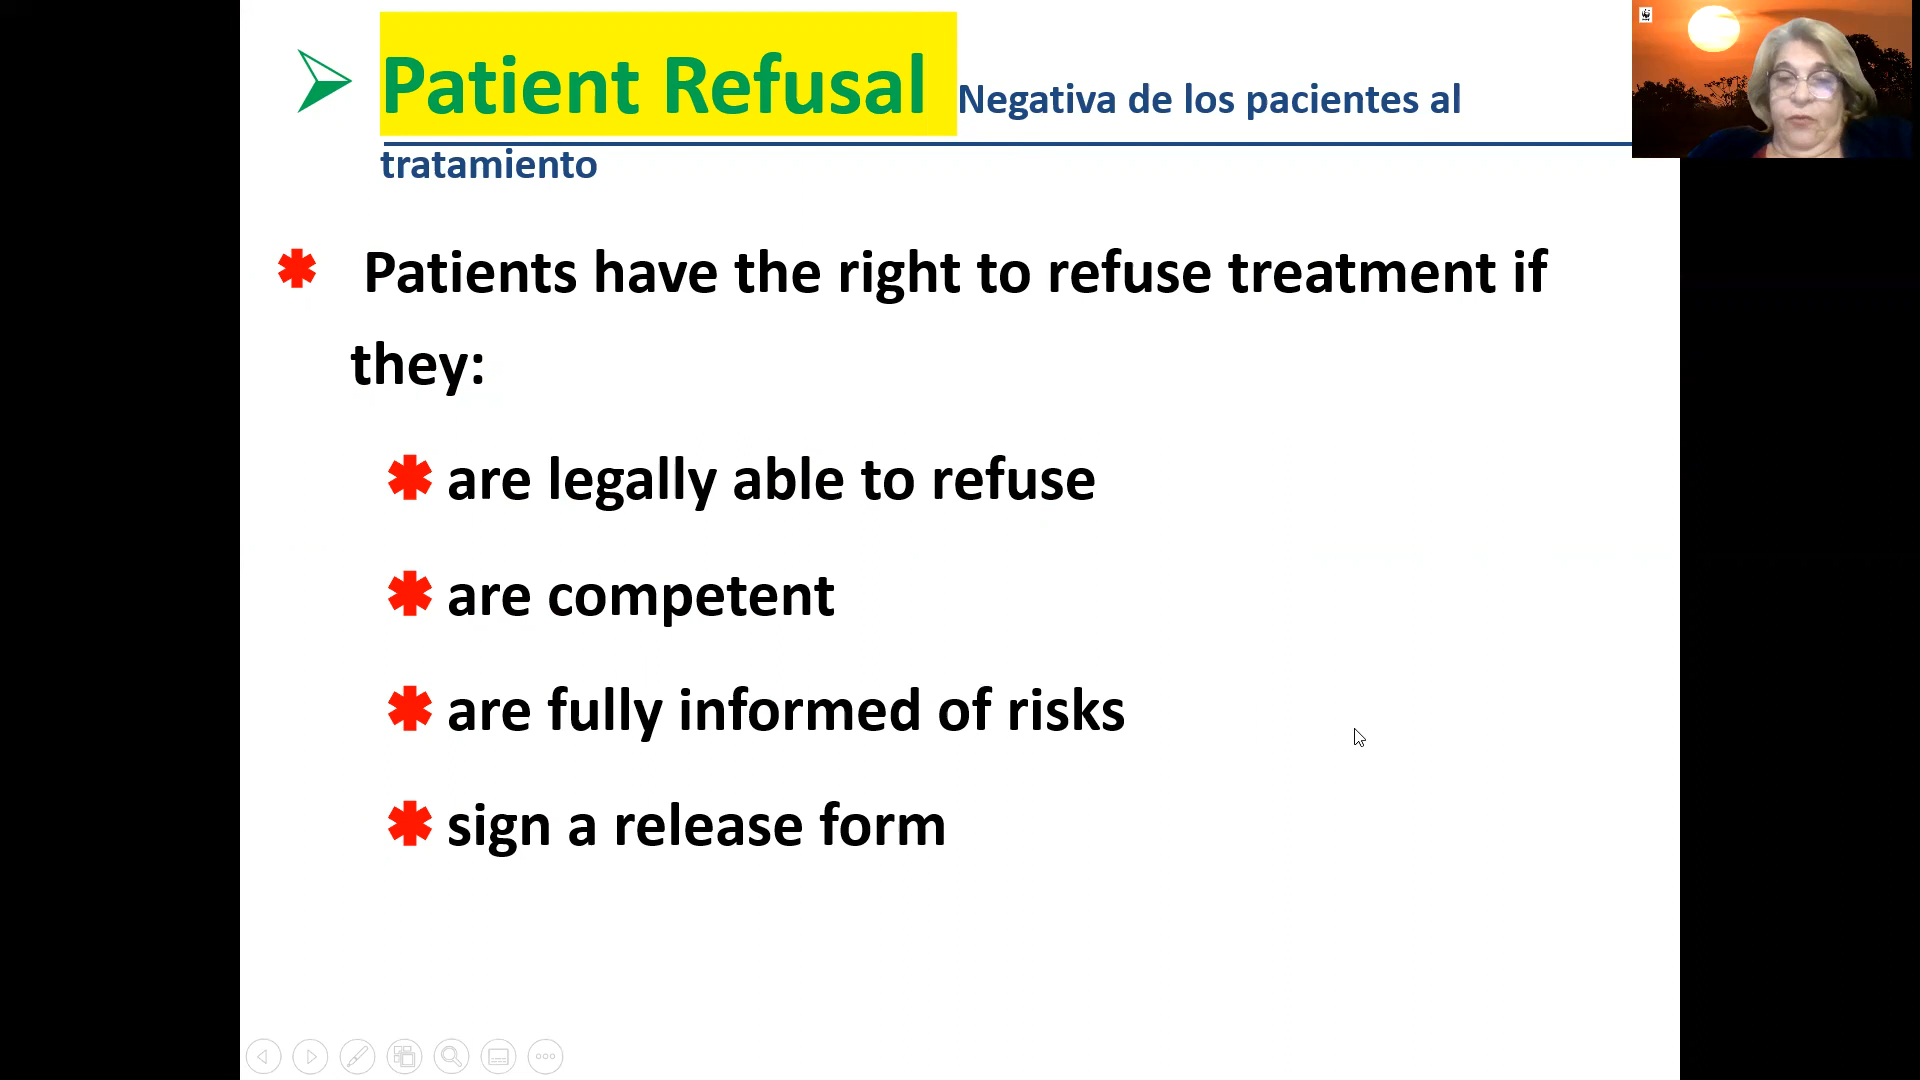 Patient Refusal Negativa de los pacientes al
tratamiento
Patients have the right to refuse treatment if
they:
are legally able to refuse
are competent
are fully informed of risks
sign a release form